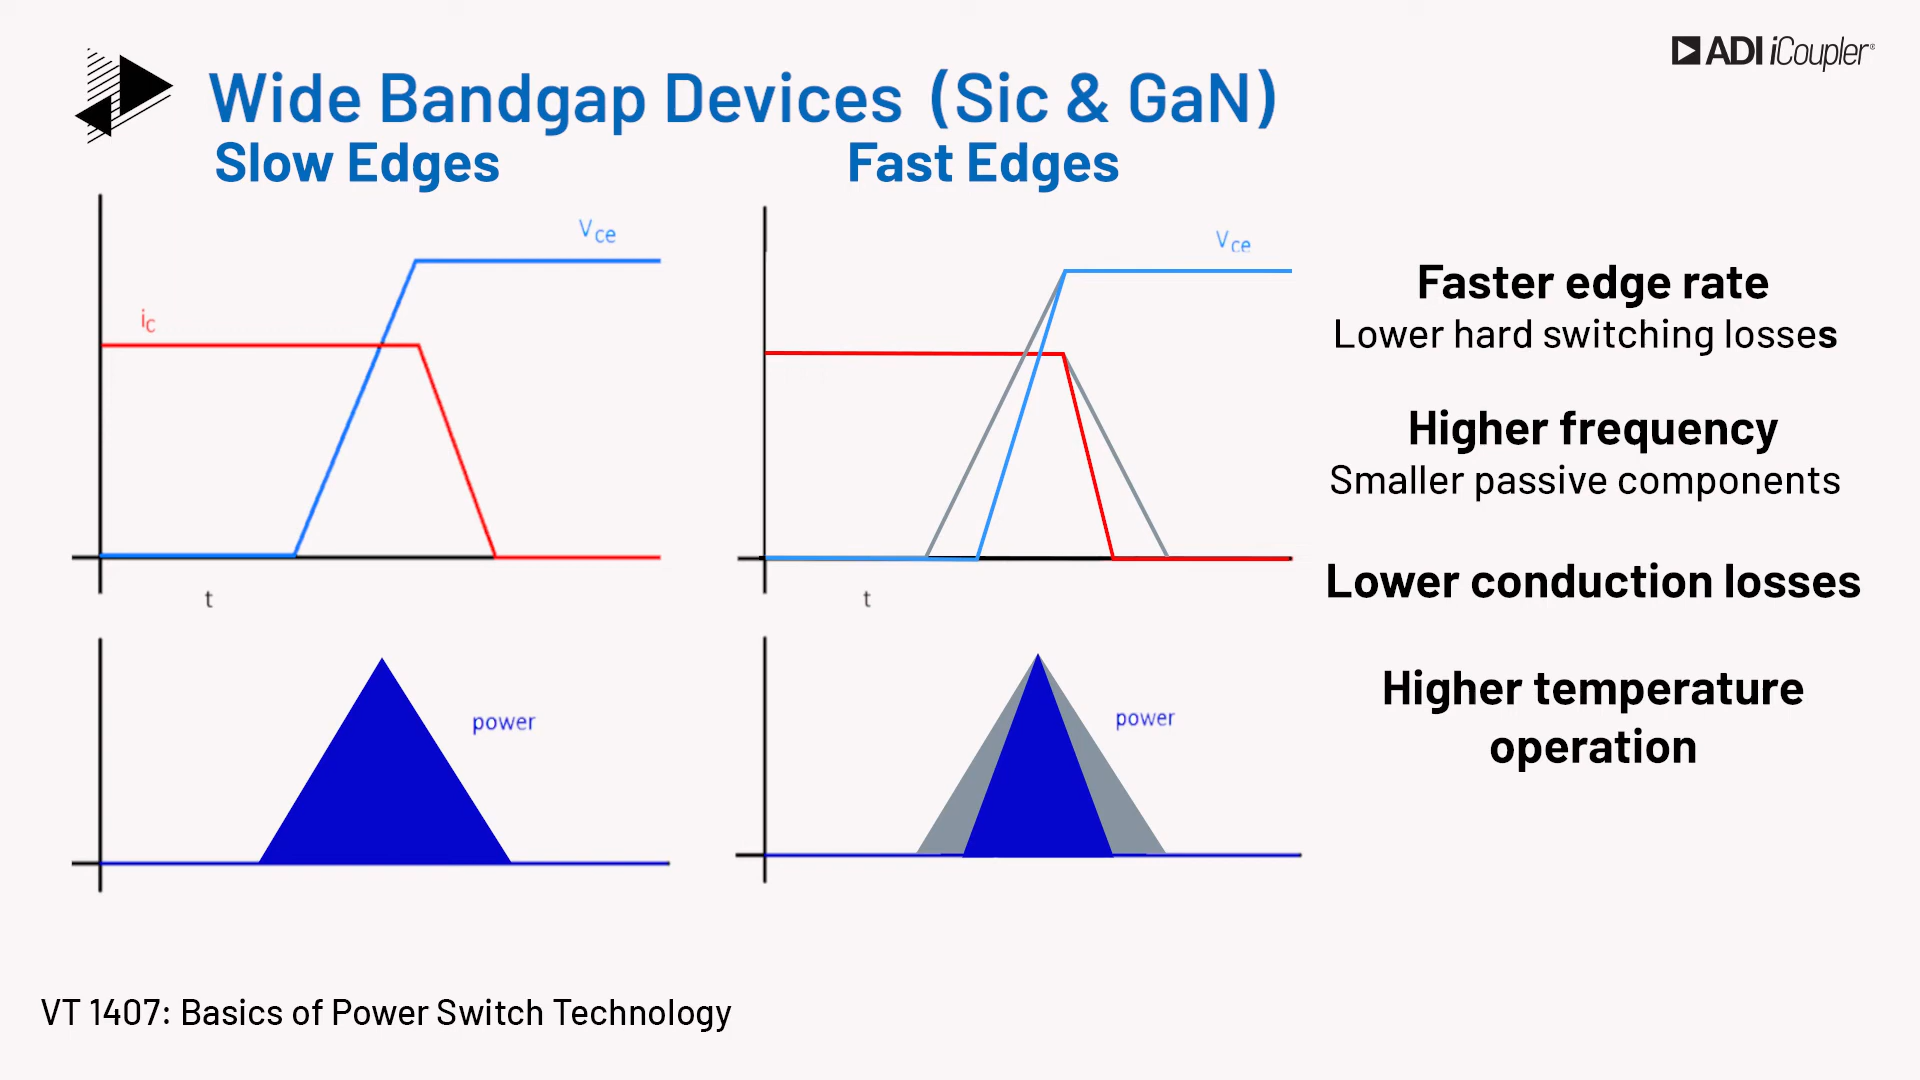 ADI iCoupler®
Wide Bandgap Devices (Sic & GaN)
Slow Edges
Fast Edges
Vce
ic
t
power
Vce
t
power
Faster edge rate
Lower hard switching losses
Higher frequency
Smaller passive components
Lower conduction losses
Higher temperature
operation
VT 1407: Basics of Power Switch Technology